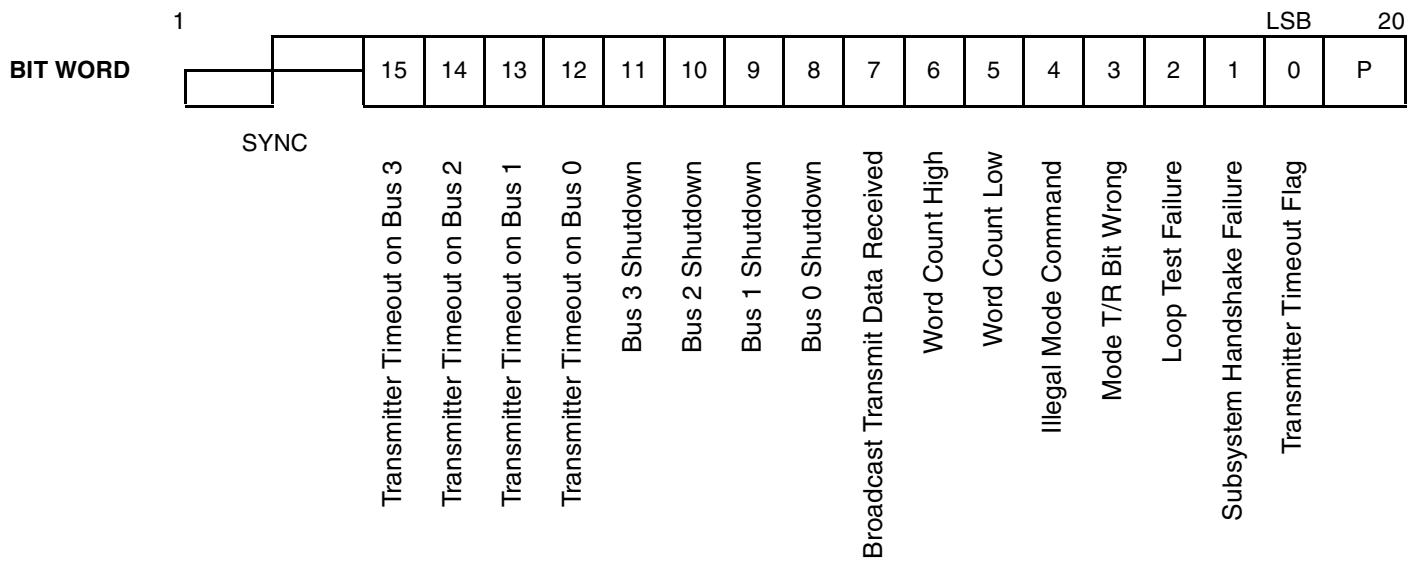 1 LSB 20
BIT WORD 15 14 13 12 11 10 9 8 7 6 5 4 3 2 1 0 P
SYNC
Transmitter Timeout on Bus 3
Transmitter Timeout on Bus 2
Transmitter Timeout on Bus 1
Transmitter Timeout on Bus 0
Bus 3 Shutdown
Bus 2 Shutdown
Bus 1 Shutdown
Bus 0 Shutdown
Broadcast Transmit Data Received
Word Count High
Word Count Low
Illegal Mode Command
Mode T/R Bit Wrong
Loop Test Failure
Subsystem Handshake Failure
Transmitter Timeout Flag